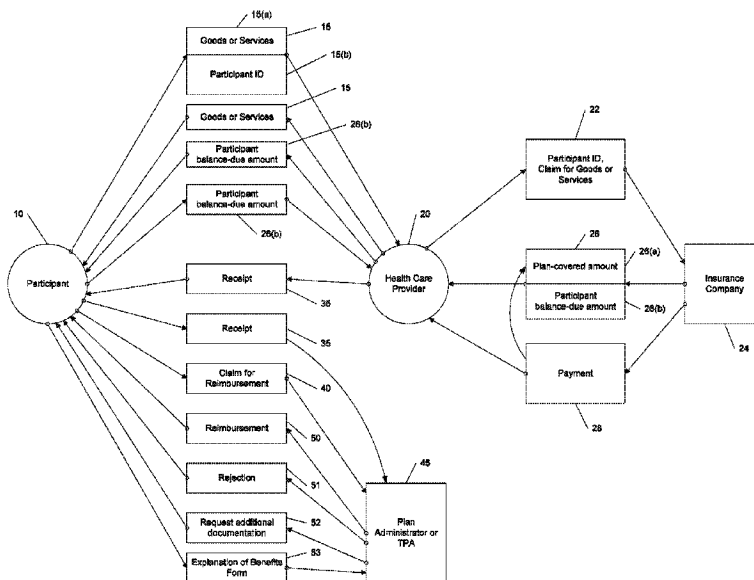 15(a)
Goods or Services
15
Participant ID
15(b)
Goods or Services
15
Participant
balance-due amount
26(b)
Participant
balance-due amount
26(b)
10
Participant
20
Health Care
Provider
22
Participant ID,
Claim for Goods or
Services
26
Plan-covered amount
26(a)
Participant
balance-due amount
26(b)
Insurance
Company
24
Payment
28
Receipt
35
Receipt
35
Claim for
Reimbursement
40
Reimbursement
50
Rejection
51
Request additional
documentation
52
Explanation of Benefits
Form
53
45
Plan
Administrator or
TPA